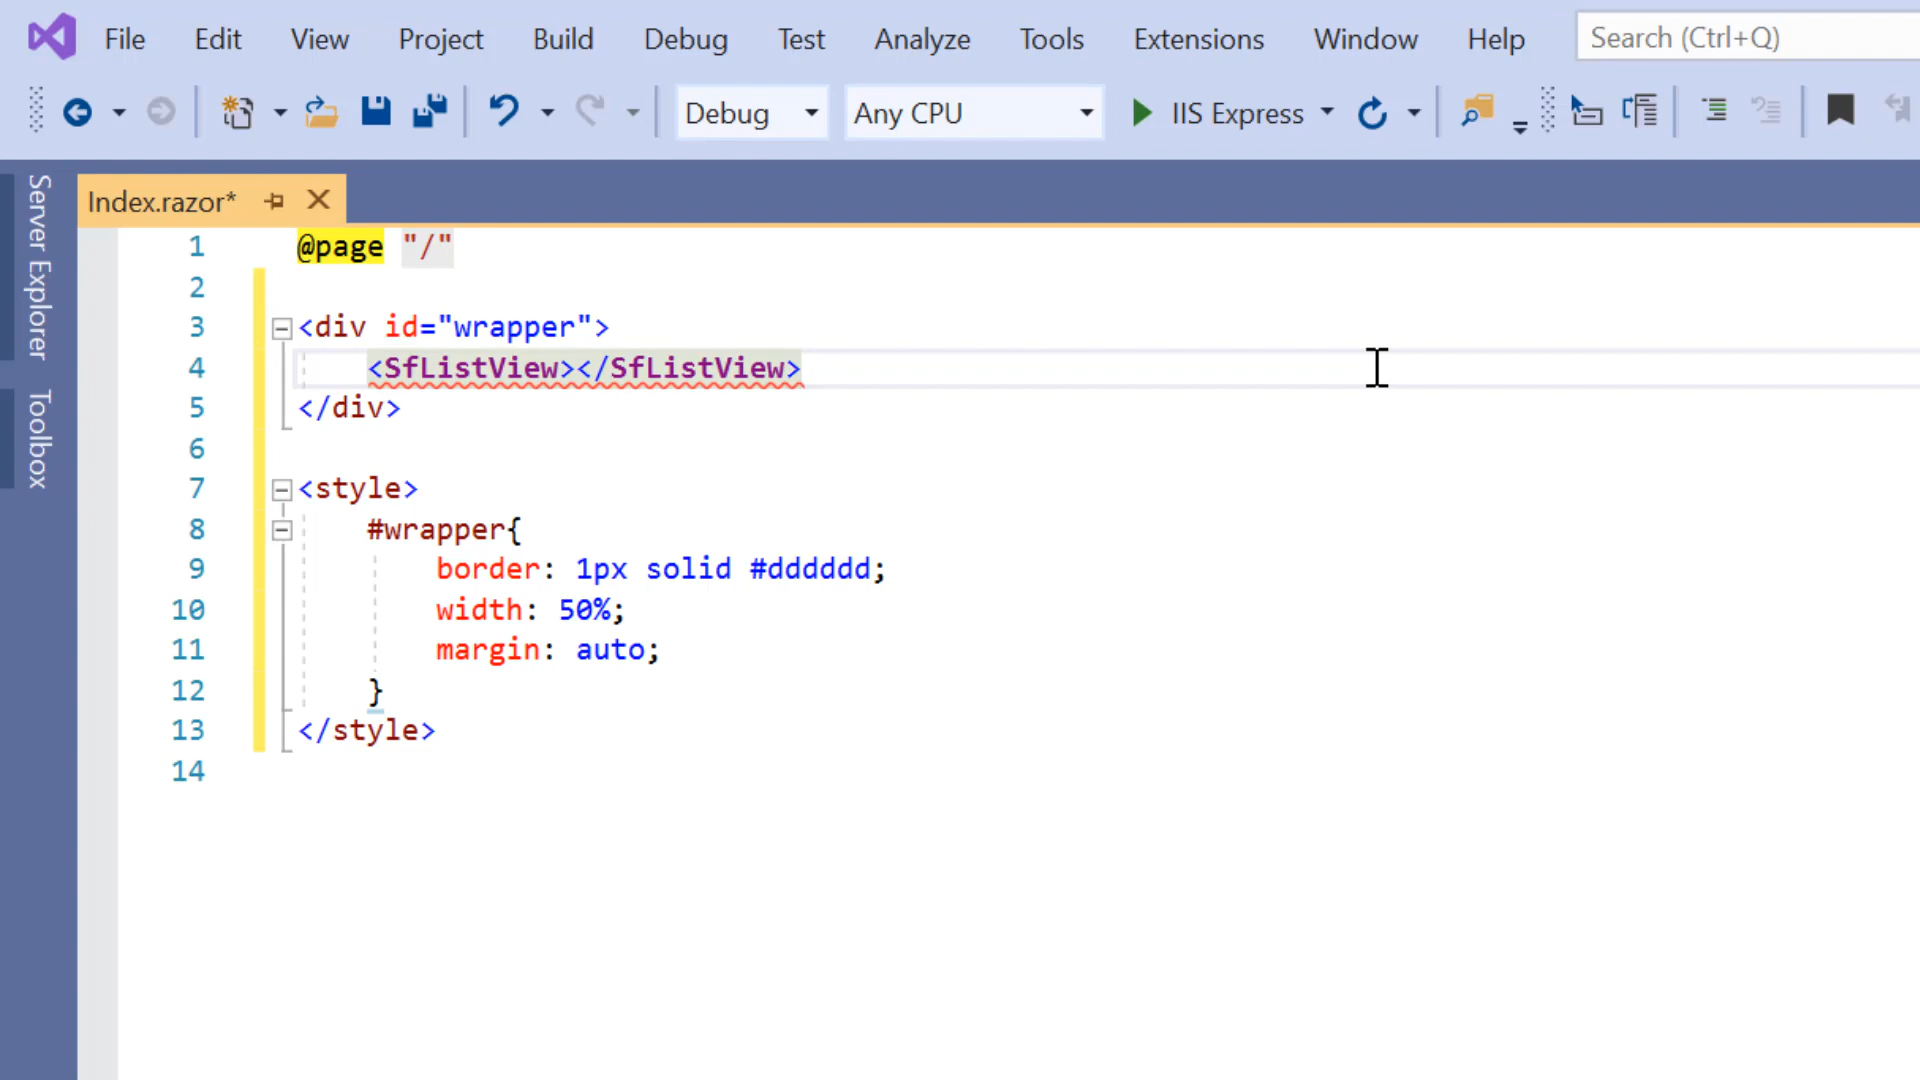 File Edit View Project Build Debug Test Analyze Tools Extensions Window Help Search (Ctrl+Q)
Debug Any CPU IIS Express
Server Explorer
Toolbox
Index.razor*
1 @page "/"
2
3 <div id="wrapper">
4 <SfListView></SfListView>
5 </div>
6
7 <style>
8 #wrapper{
9 border: 1px solid #dddddd;
10 width: 50%;
11 margin: auto;
12 }
13 </style>
14